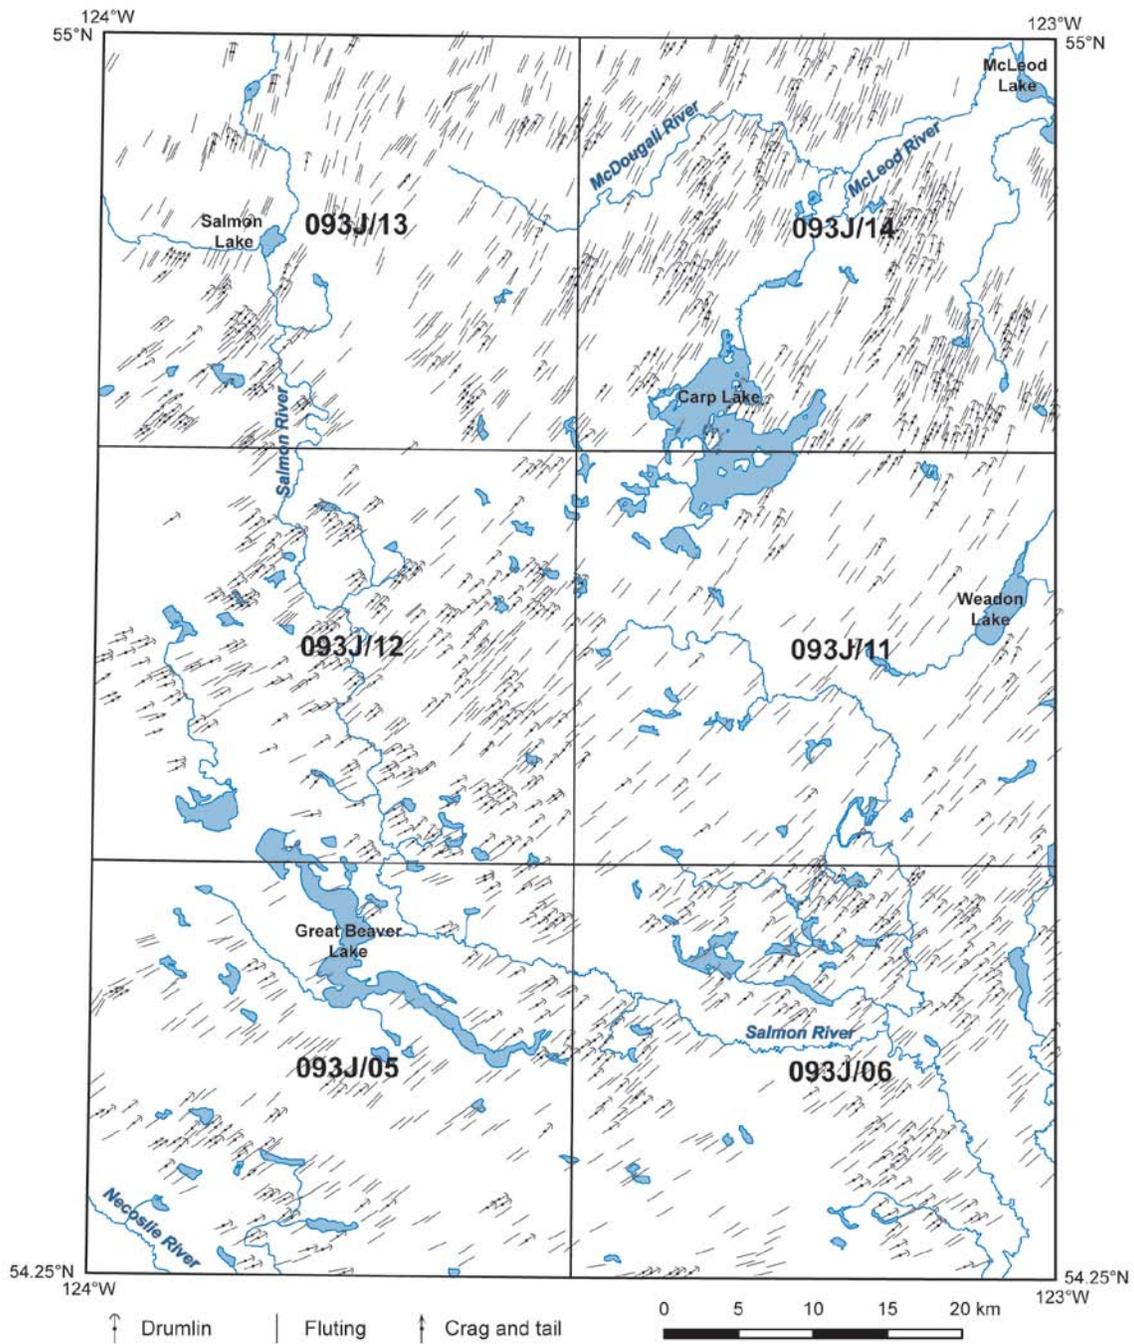 124°W
123°W
55°N
55°N
McLeod
Lake
McDougall River
McLeod River
Salmon
Lake
093J/13
093J/14
Carp Lake
Salmon River
Weadon
Lake
093J/12
093J/11
Great Beaver
Lake
Salmon River
093J/05
093J/06
Necoslie River
54.25°N
54.25°N
124°W
123°W
Drumlin
Fluting
Crag and tail
0 5 10 15 20 km